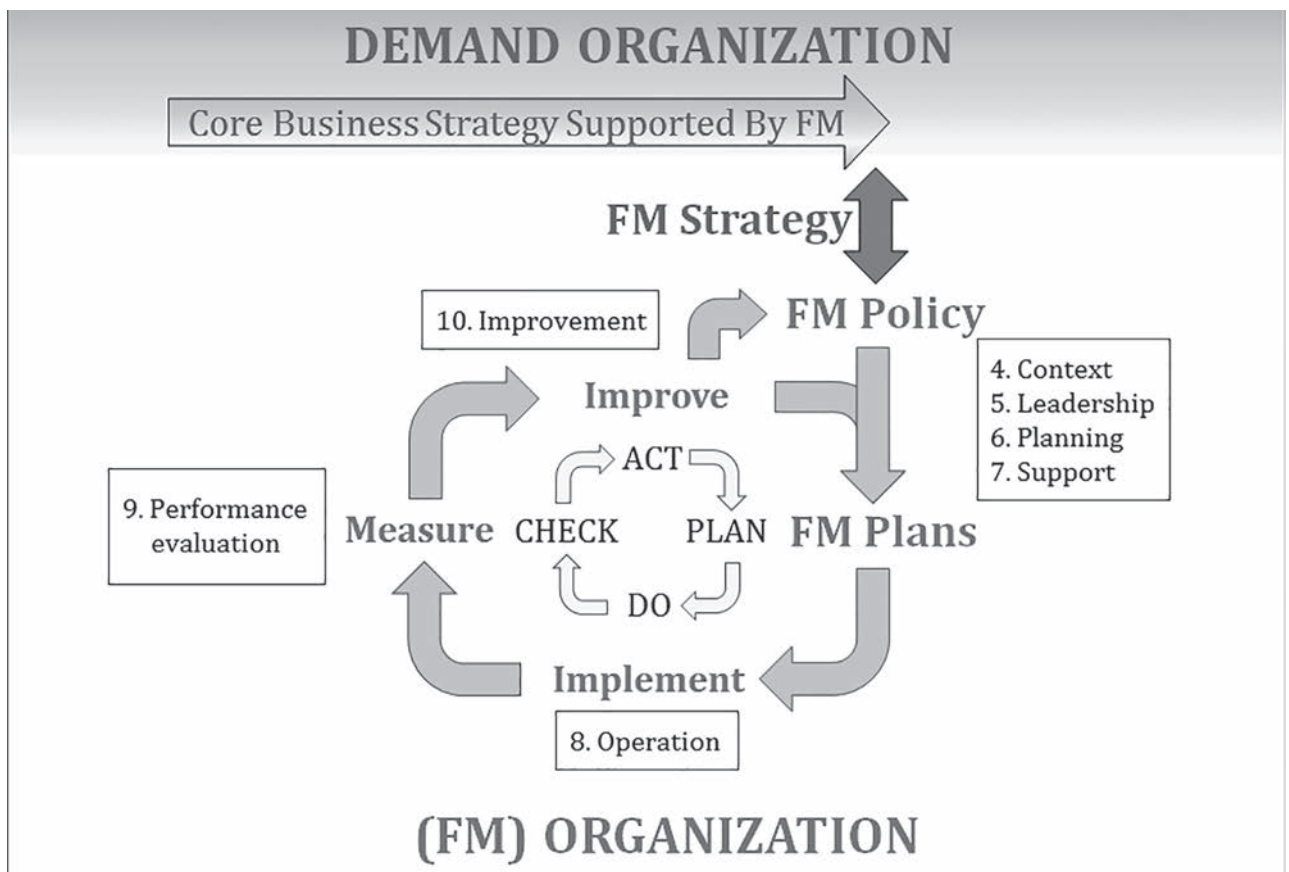 DEMAND ORGANIZATION
Core Business Strategy Supported By FM
FM Strategy
10. Improvement
FM Policy
4. Context
5. Leadership
6. Planning
7. Support
Improve
ACT
9. Performance
evaluation
Measure
CHECK
PLAN
FM Plans
DO
Implement
8. Operation
(FM) ORGANIZATION